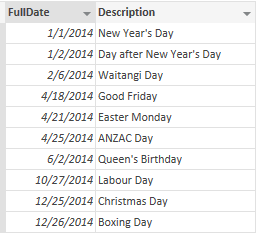 FullDate Description
1/1/2014 New Year's Day
1/2/2014 Day after New Year's Day
2/6/2014 Waitangi Day
4/18/2014 Good Friday
4/21/2014 Easter Monday
4/25/2014 ANZAC Day
6/2/2014 Queen's Birthday
10/27/2014 Labour Day
12/25/2014 Christmas Day
12/26/2014 Boxing Day